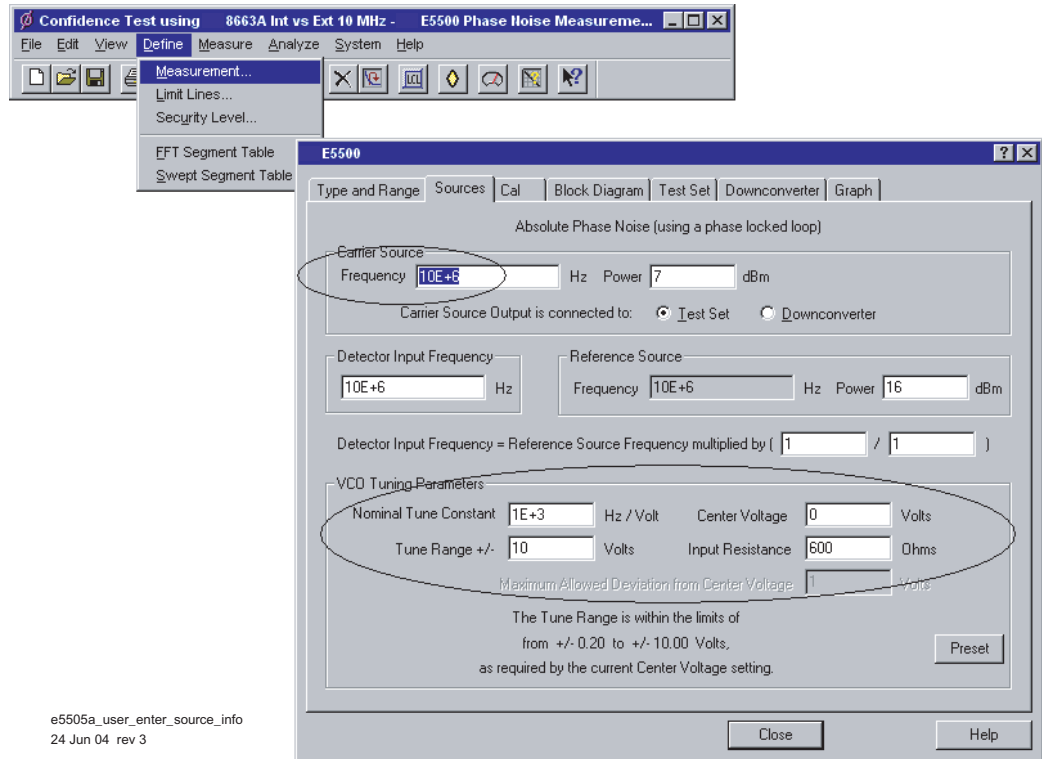 Confidence Test using 8663A Int vs Ext 10 MHz - E5500 Phase Noise Measureme...
File Edit View Define Measure Analyze System Help
Measurement...
Limit Lines...
Security Level...
FFT Segment Table
Swept Segment Table
E5500
Type and Range Sources Cal Block Diagram Test Set Downconverter Graph
Absolute Phase Noise (using a phase locked loop)
Carrier Source
Frequency 10E+6 Hz Power 7 dBm
Carrier Source Output is connected to: Test Set Downconverter
Detector Input Frequency
10E+6 Hz
Reference Source
Frequency 10E+6 Hz Power 16 dBm
Detector Input Frequency = Reference Source Frequency multiplied by ( 1 / 1 )
VCO Tuning Parameters
Nominal Tune Constant 1E+3 Hz / Volt Center Voltage 0 Volts
Tune Range +/- 10 Volts Input Resistance 600 Ohms
Maximum Allowed Deviation from Center Voltage 1 Volts
The Tune Range is within the limits of
from +/- 0.20 to +/- 10.00 Volts,
as required by the current Center Voltage setting.
Preset
Close Help
e5505a_user_enter_source_info
24 Jun 04 rev 3